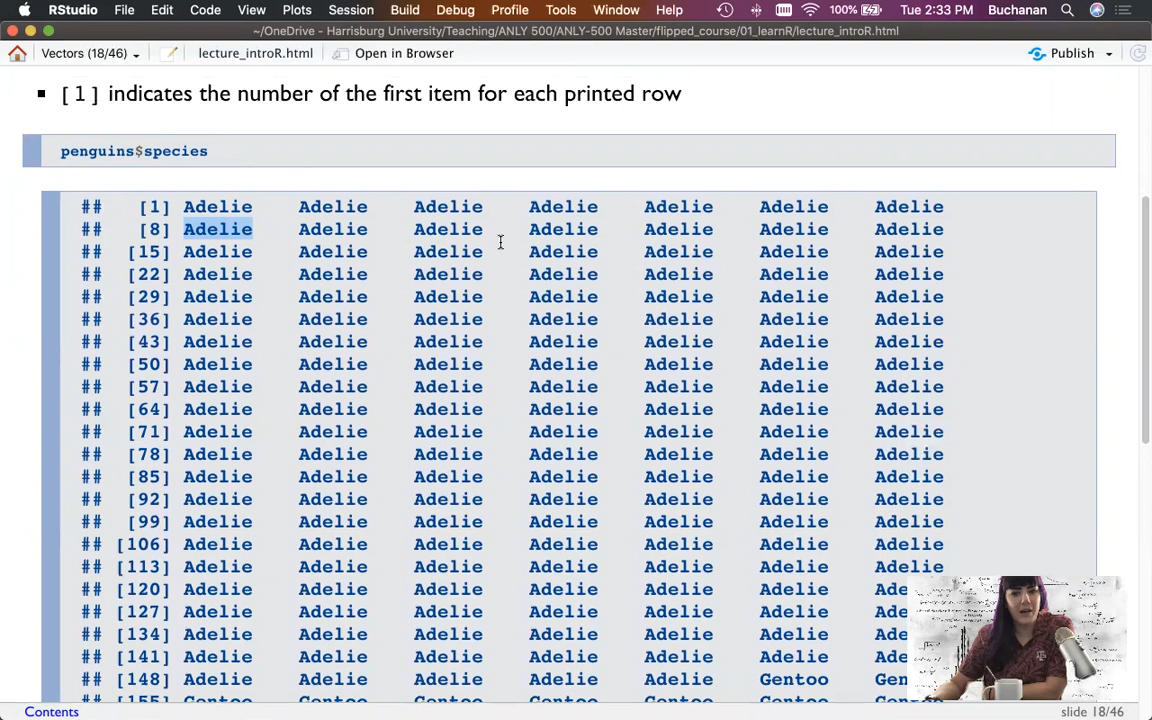 RStudio File Edit Code View Plots Session Build Debug Profile Tools Window Help 100% Tue 2:33 PM Buchanan
~/OneDrive - Harrisburg University/Teaching/ANLY 500/ANLY-500 Master/flipped_course/01_learnR/lecture_introR.html
Vectors (18/46) lecture_introR.html Open in Browser Publish
▪ [1] indicates the number of the first item for each printed row
penguins$species
## [1] Adelie Adelie Adelie Adelie Adelie Adelie Adelie
## [8] Adelie Adelie Adelie Adelie Adelie Adelie Adelie
## [15] Adelie Adelie Adelie Adelie Adelie Adelie Adelie
## [22] Adelie Adelie Adelie Adelie Adelie Adelie Adelie
## [29] Adelie Adelie Adelie Adelie Adelie Adelie Adelie
## [36] Adelie Adelie Adelie Adelie Adelie Adelie Adelie
## [43] Adelie Adelie Adelie Adelie Adelie Adelie Adelie
## [50] Adelie Adelie Adelie Adelie Adelie Adelie Adelie
## [57] Adelie Adelie Adelie Adelie Adelie Adelie Adelie
## [64] Adelie Adelie Adelie Adelie Adelie Adelie Adelie
## [71] Adelie Adelie Adelie Adelie Adelie Adelie Adelie
## [78] Adelie Adelie Adelie Adelie Adelie Adelie Adelie
## [85] Adelie Adelie Adelie Adelie Adelie Adelie Adelie
## [92] Adelie Adelie Adelie Adelie Adelie Adelie Adelie
## [99] Adelie Adelie Adelie Adelie Adelie Adelie Adelie
## [106] Adelie Adelie Adelie Adelie Adelie Adelie Adelie
## [113] Adelie Adelie Adelie Adelie Adelie Adelie Adelie
## [120] Adelie Adelie Adelie Adelie Adelie Adelie
## [127] Adelie Adelie Adelie Adelie Adelie Adelie
## [134] Adelie Adelie Adelie Adelie Adelie Adelie
## [141] Adelie Adelie Adelie Adelie Adelie Adelie
## [148] Adelie Adelie Adelie Adelie Adelie Gentoo Gen
## [155] Gentoo Gentoo Gentoo Gentoo Gentoo Gentoo
Contents slide 18/46